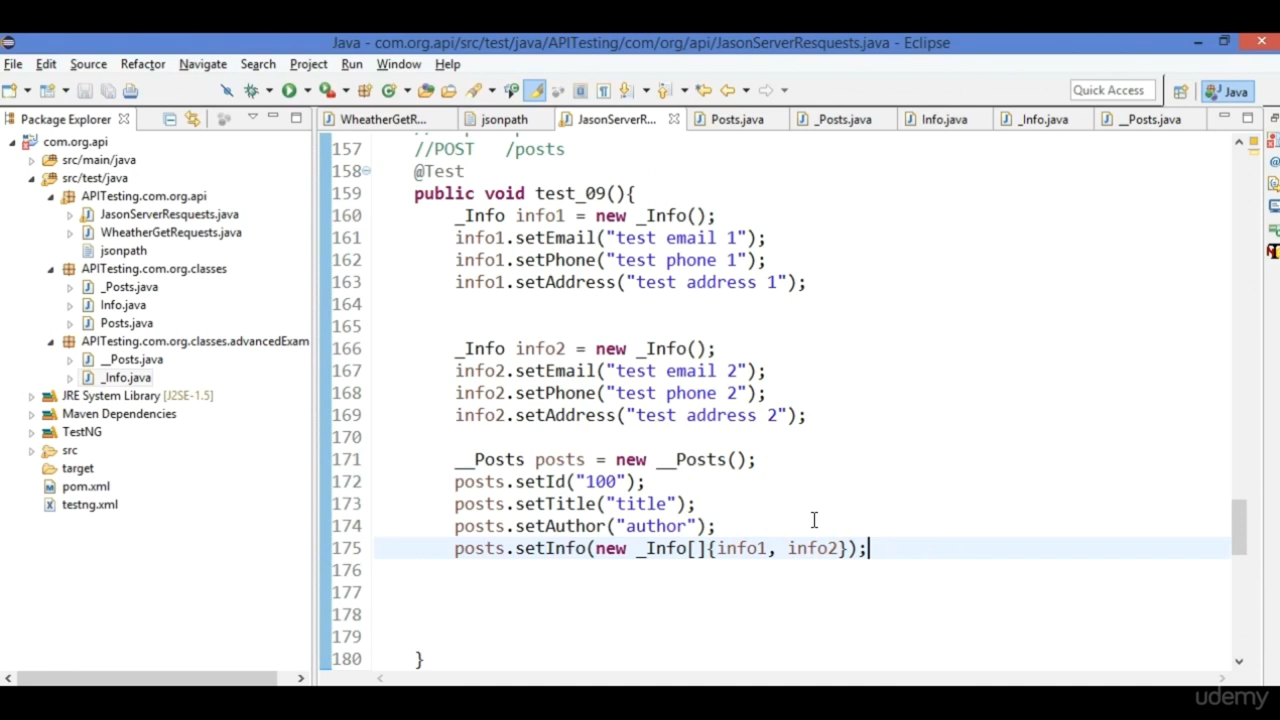 Java - com.org.api/src/test/java/APITesting/com/org/api/JasonServerResquests.java - Eclipse
File Edit Source Refactor Navigate Search Project Run Window Help
Quick Access Java
Package Explorer
WheatherGetR... jsonpath JasonServerR... Posts.java _Posts.java Info.java _Info.java __Posts.java
com.org.api
src/main/java
src/test/java
APITesting.com.org.api
JasonServerResquests.java
WheatherGetRequests.java
jsonpath
APITesting.com.org.classes
_Posts.java
Info.java
Posts.java
APITesting.com.org.classes.advancedExam
__Posts.java
_Info.java
JRE System Library [J2SE-1.5]
Maven Dependencies
TestNG
src
target
pom.xml
testng.xml
157 //POST /posts
158 @Test
159 public void test_09(){
160 _Info info1 = new _Info();
161 info1.setEmail("test email 1");
162 info1.setPhone("test phone 1");
163 info1.setAddress("test address 1");
164
165
166 _Info info2 = new _Info();
167 info2.setEmail("test email 2");
168 info2.setPhone("test phone 2");
169 info2.setAddress("test address 2");
170
171 __Posts posts = new __Posts();
172 posts.setId("100");
173 posts.setTitle("title");
174 posts.setAuthor("author");
175 posts.setInfo(new _Info[]{info1, info2});
176
177
178
179
180 }
udemy